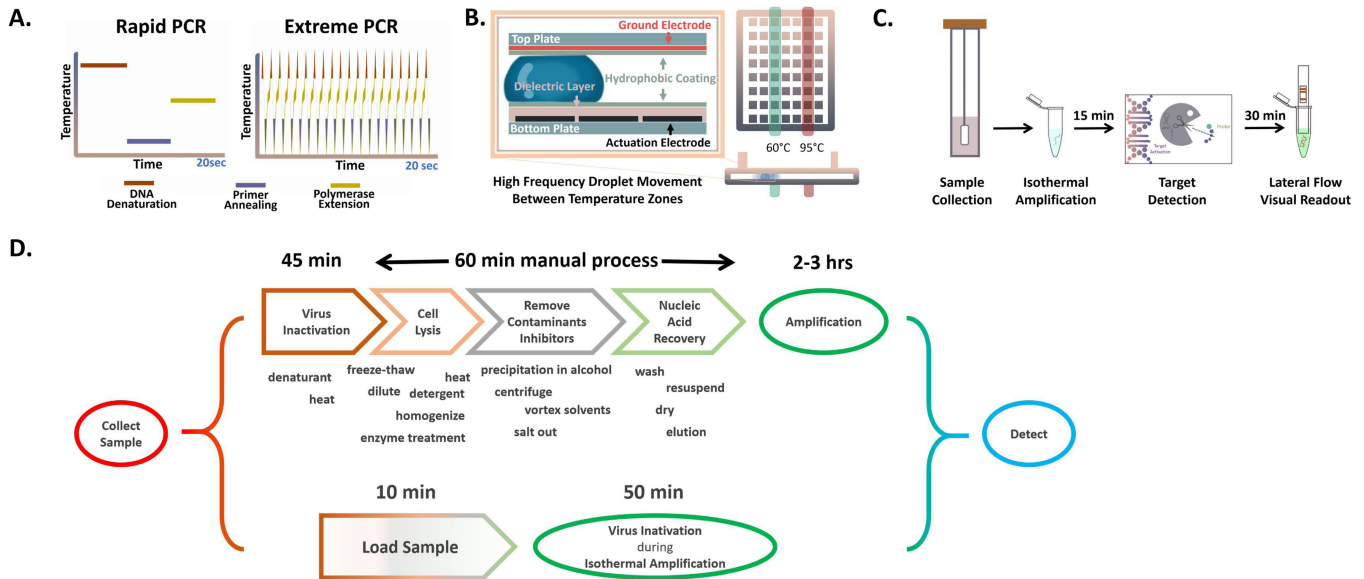 A.
Rapid PCR
Extreme PCR
Temperature
Time
20sec
Temperature
Time
20 sec
DNA
Denaturation
Primer
Annealing
Polymerase
Extension
B.
Top Plate
Ground Electrode
Hydrophobic Coating
Dielectric Layer
Bottom Plate
Actuation Electrode
60°C
95°C
High Frequency Droplet Movement
Between Temperature Zones
C.
15 min
Target
Activation
Probe
30 min
Sample
Collection
Isothermal
Amplification
Target
Detection
Lateral Flow
Visual Readout
D.
45 min
60 min manual process
2-3 hrs
Virus
Inactivation
Cell
Lysis
Remove
Contaminants
Inhibitors
Nucleic
Acid
Recovery
Amplification
denaturant
heat
freeze-thaw
heat
dilute
detergent
homogenize
enzyme treatment
precipitation in alcohol
centrifuge
vortex solvents
salt out
wash
resuspend
dry
elution
Collect
Sample
Detect
10 min
50 min
Load Sample
Virus Inativation
during
Isothermal Amplification